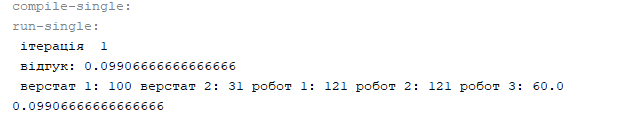 compile-single:
run-single:
ітерація  1
відгук: 0.09906666666666666
верстат 1: 100 верстат 2: 31 робот 1: 121 робот 2: 121 робот 3: 60.0
0.09906666666666666